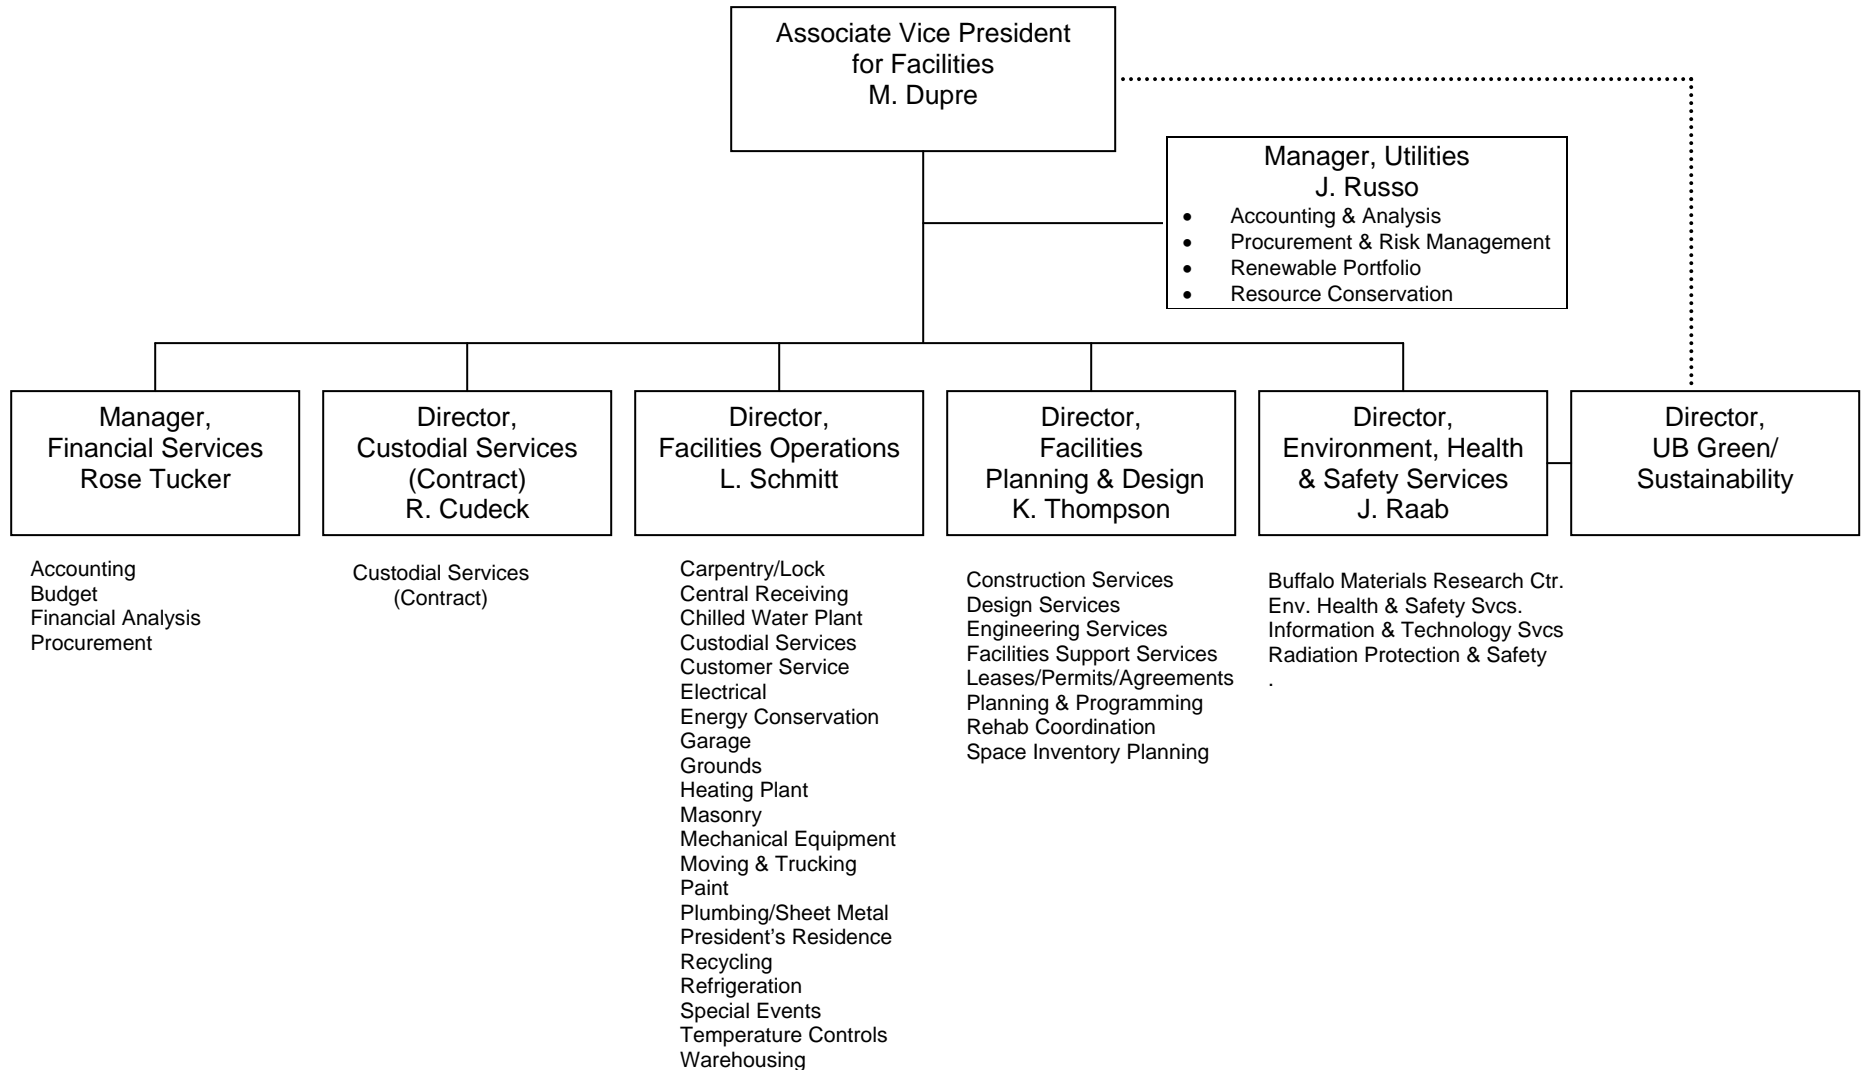 Associate Vice President
for Facilities
M. Dupre
Manager, Utilities
J. Russo
• Accounting & Analysis
• Procurement & Risk Management
• Renewable Portfolio
• Resource Conservation
Manager,
Financial Services
Rose Tucker
Director,
Custodial Services
(Contract)
R. Cudeck
Director,
Facilities Operations
L. Schmitt
Director,
Facilities
Planning & Design
K. Thompson
Director,
Environment, Health
& Safety Services
J. Raab
Director,
UB Green/
Sustainability
Accounting
Budget
Financial Analysis
Procurement
Custodial Services
(Contract)
Carpentry/Lock
Central Receiving
Chilled Water Plant
Custodial Services
Customer Service
Electrical
Energy Conservation
Garage
Grounds
Heating Plant
Masonry
Mechanical Equipment
Moving & Trucking
Paint
Plumbing/Sheet Metal
President’s Residence
Recycling
Refrigeration
Special Events
Temperature Controls
Warehousing
Construction Services
Design Services
Engineering Services
Facilities Support Services
Leases/Permits/Agreements
Planning & Programming
Rehab Coordination
Space Inventory Planning
Buffalo Materials Research Ctr.
Env. Health & Safety Svcs.
Information & Technology Svcs
Radiation Protection & Safety
.